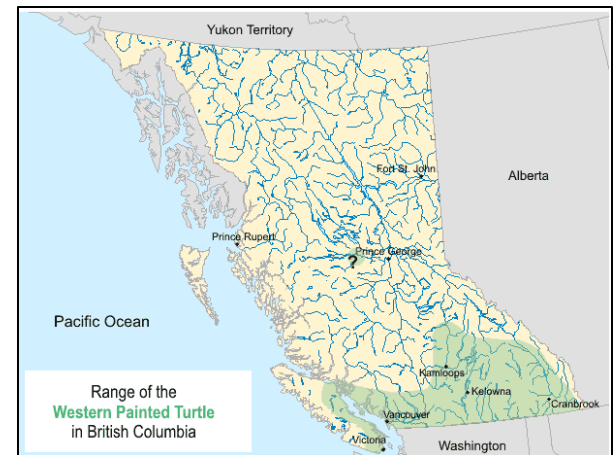 Yukon Territory
Fort St. John
Alberta
Prince Rupert
Prince George
?
Pacific Ocean
Kamloops
Kelowna
Cranbrook
Vancouver
Victoria
Washington
Range of the
Western Painted Turtle
in British Columbia